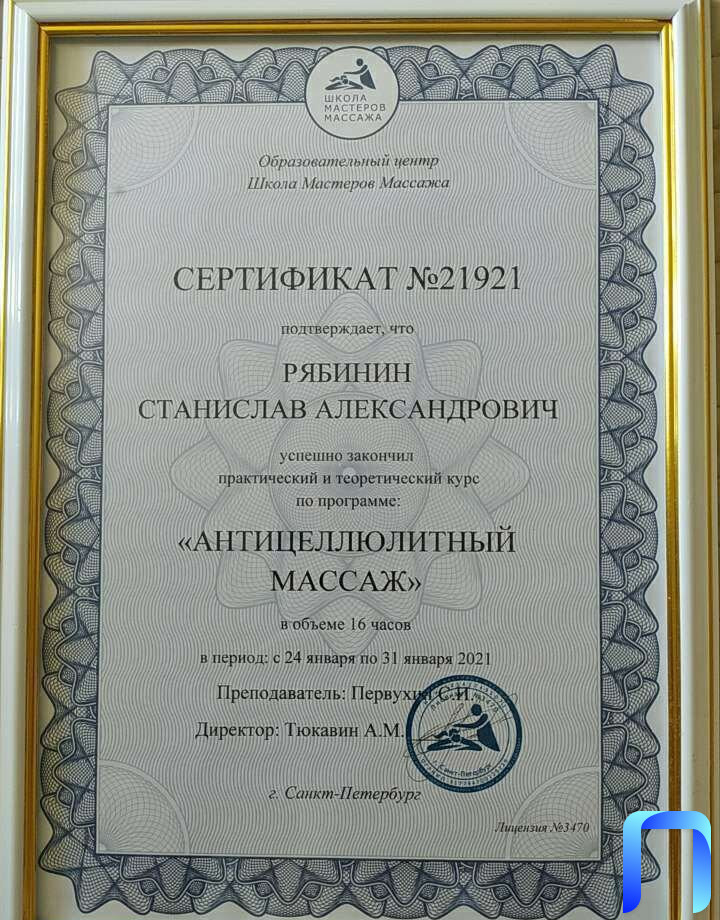 ШКОЛА
МАСТЕРОВ
МАССАЖА
Образовательный центр
Школа Мастеров Массажа
СЕРТИФИКАТ №21921
подтверждает, что
РЯБИНИН
СТАНИСЛАВ АЛЕКСАНДРОВИЧ
успешно закончил
практический и теоретический курс
по программе:
«АНТИЦЕЛЛЮЛИТНЫЙ
МАССАЖ»
в объеме 16 часов
в период: с 24 января по 31 января 2021
Преподаватель: Первухин С.И.
Директор: Тюкавин А.М.
Санкт-Петербург
г. Санкт-Петербург
Лицензия №3470